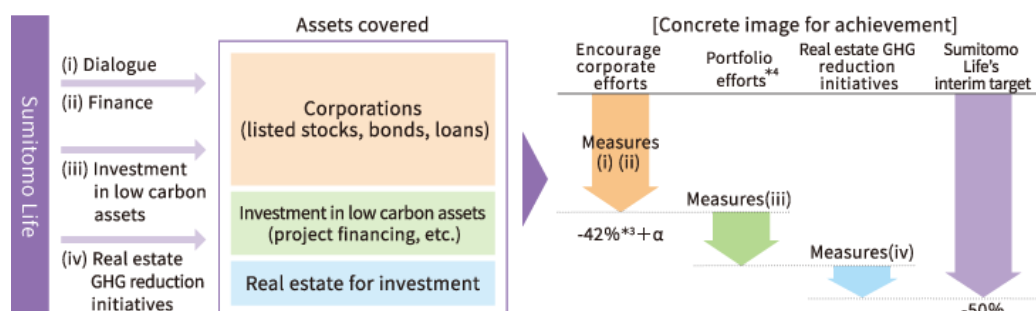 Sumitomo Life
(i) Dialogue
(ii) Finance
(iii) Investment
in low carbon
assets
(iv) Real estate
GHG reduction
initiatives
Assets covered
Corporations
(listed stocks, bonds, loans)
Investment in low carbon assets
(project financing, etc.)
Real estate for investment
[Concrete image for achievement]
Encourage
corporate
efforts
Portfolio
efforts*4
Real estate GHG
reduction
initiatives
Sumitomo
Life's
interim target
Measures
(i) (ii)
-42%*3+α
Measures(iii)
Measures(iv)
-50%